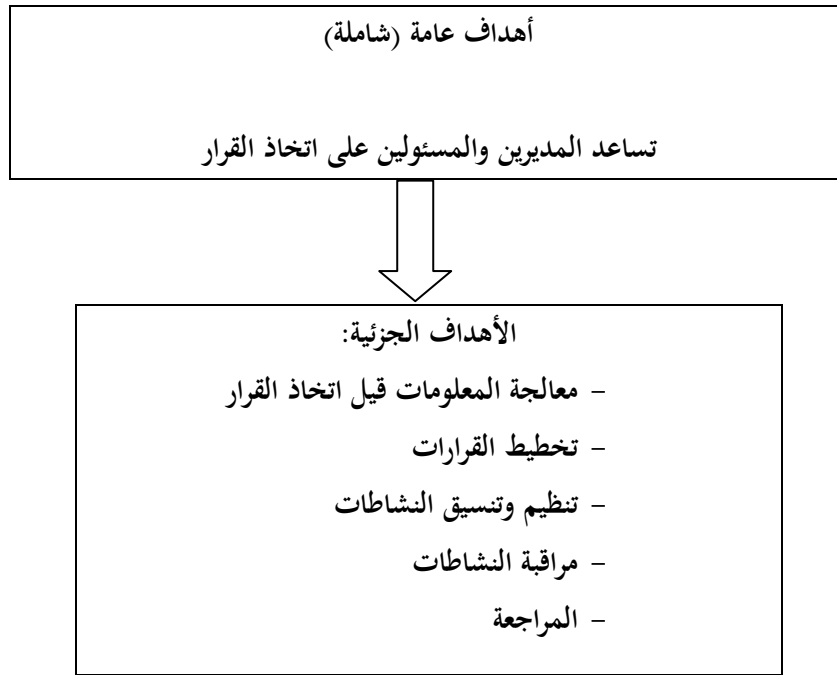 أهداف عامة (شاملة)
تساعد المديرين والمسئولين على اتخاذ القرار
الأهداف الجزئية:
- معالجة المعلومات قيل اتخاذ القرار
- تخطيط القرارات
- تنظيم وتنسيق النشاطات
- مراقبة النشاطات
- المراجعة